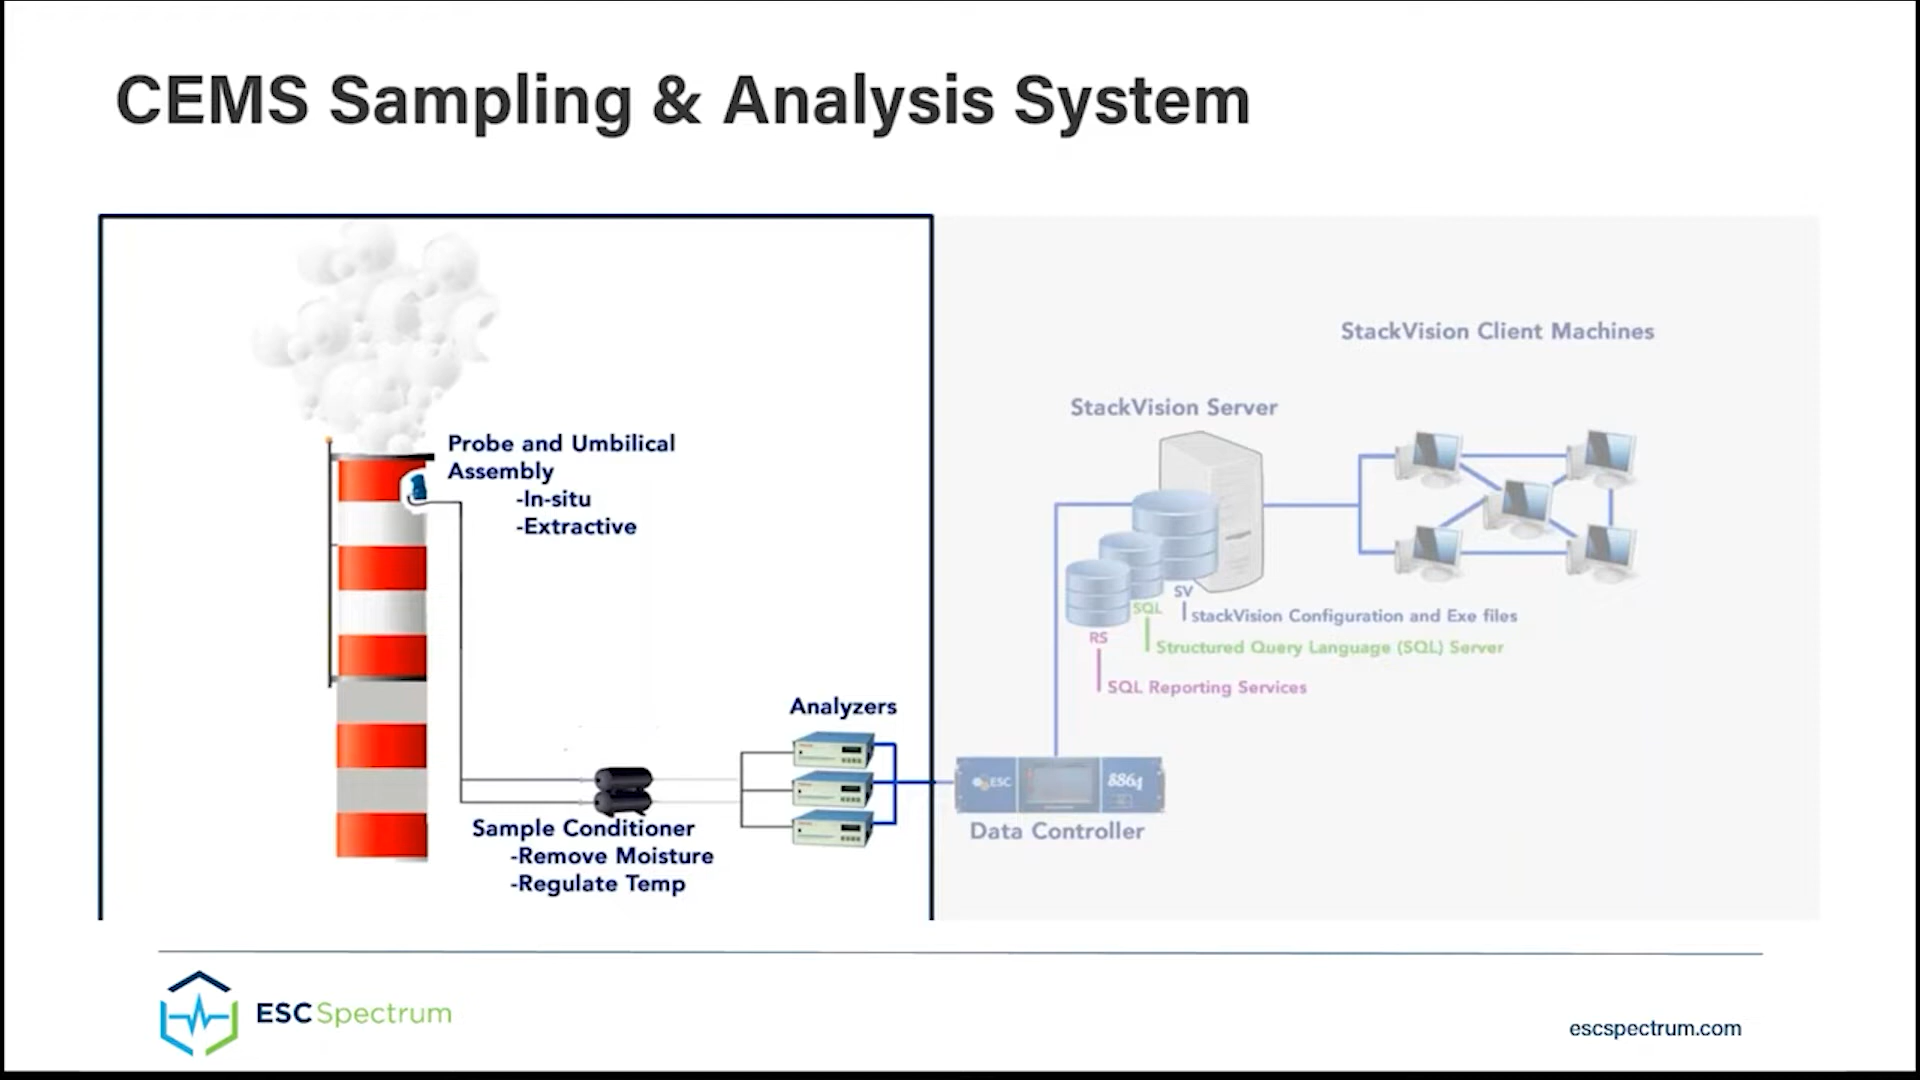 CEMS Sampling & Analysis System
Probe and Umbilical
Assembly
-In-situ
-Extractive
Sample Conditioner
-Remove Moisture
-Regulate Temp
Analyzers
ESC
8864
Data Controller
StackVision Server
StackVision Client Machines
SV
stackVision Configuration and Exe files
SQL
Structured Query Language (SQL) Server
RS
SQL Reporting Services
ESC Spectrum
escspectrum.com